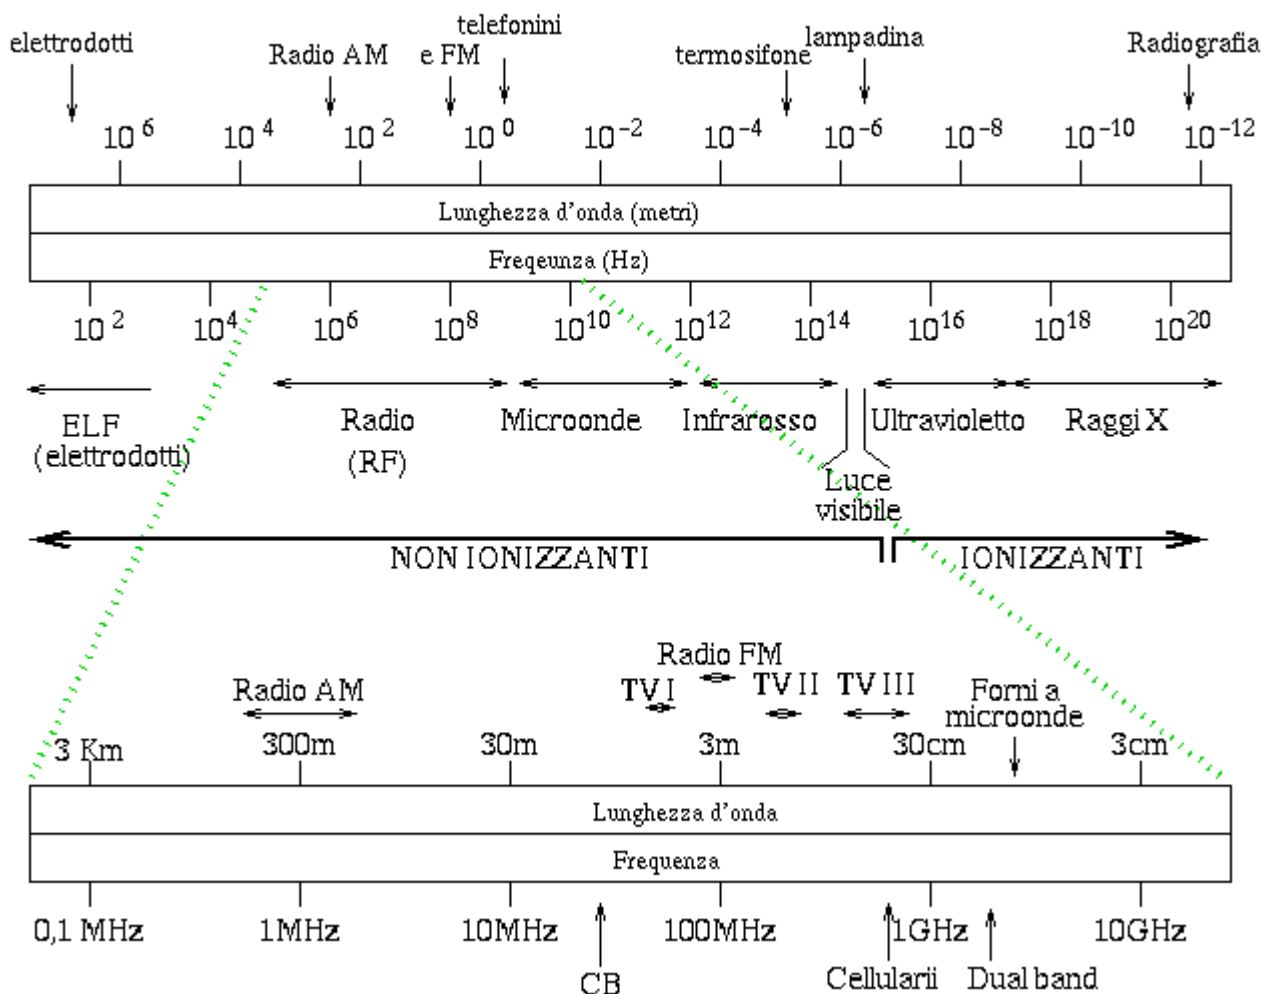 elettrodotti
Radio AM
e FM
telefonini
termosifone
lampadina
Radiografia
10^6 10^4 10^2 10^0 10^-2 10^-4 10^-6 10^-8 10^-10 10^-12
Lunghezza d'onda (metri)
Freqeunza (Hz)
10^2 10^4 10^6 10^8 10^10 10^12 10^14 10^16 10^18 10^20
ELF
(elettrodotti)
Radio
(RF)
Microonde
Infrarosso
Luce
visibile
Ultravioletto
Raggi X
NON IONIZZANTI
IONIZZANTI
Radio AM
TV I
Radio FM
TV II
TV III
Forni a
microonde
3 Km 300m 30m 3m 30cm 3cm
Lunghezza d'onda
Frequenza
0,1 MHz 1MHz 10MHz 100MHz 1GHz 10GHz
CB
Cellularii
Dual band